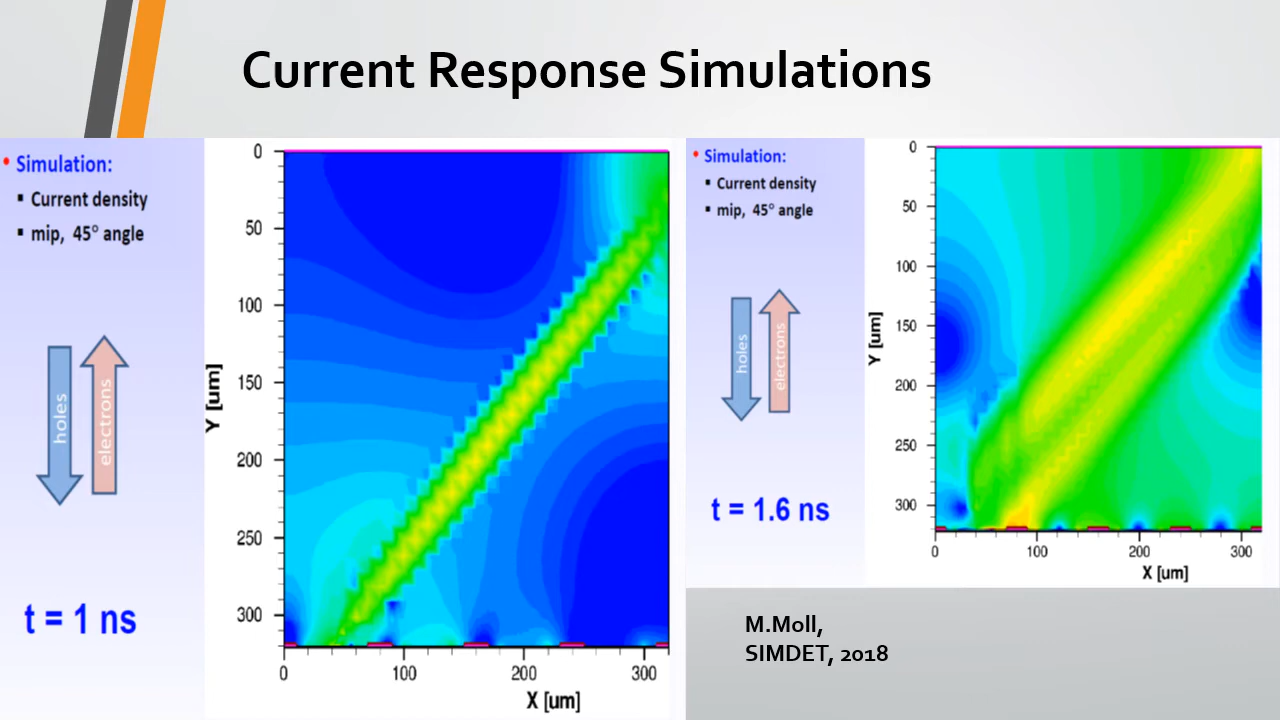 Current Response Simulations
• Simulation:
▪ Current density
▪ mip, 45° angle
holes
electrons
t = 1 ns
Y [um]
0
50
100
150
200
250
300
0 100 200 300
X [um]
• Simulation:
▪ Current density
▪ mip, 45° angle
holes
electrons
t = 1.6 ns
Y [um]
0
50
100
150
200
250
300
0 100 200 300
X [um]
M.Moll,
SIMDET, 2018